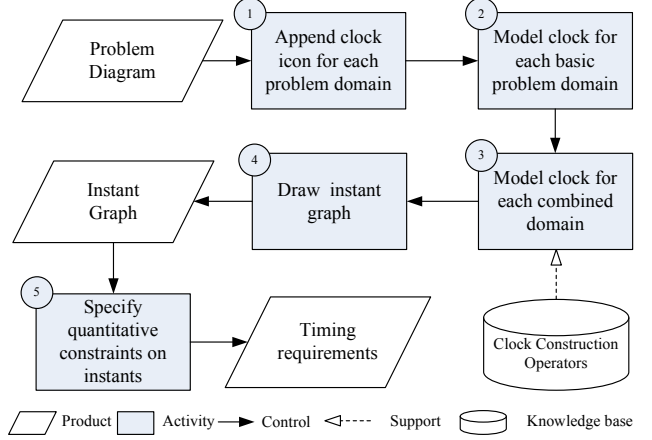 Problem
Diagram
1
Append clock
icon for each
problem domain
2
Model clock for
each basic
problem domain
Instant
Graph
4
Draw instant
graph
3
Model clock for
each combined
domain
5
Specify
quantitative
constraints on
instants
Timing
requirements
Clock Construction
Operators
Product Activity Control Support Knowledge base